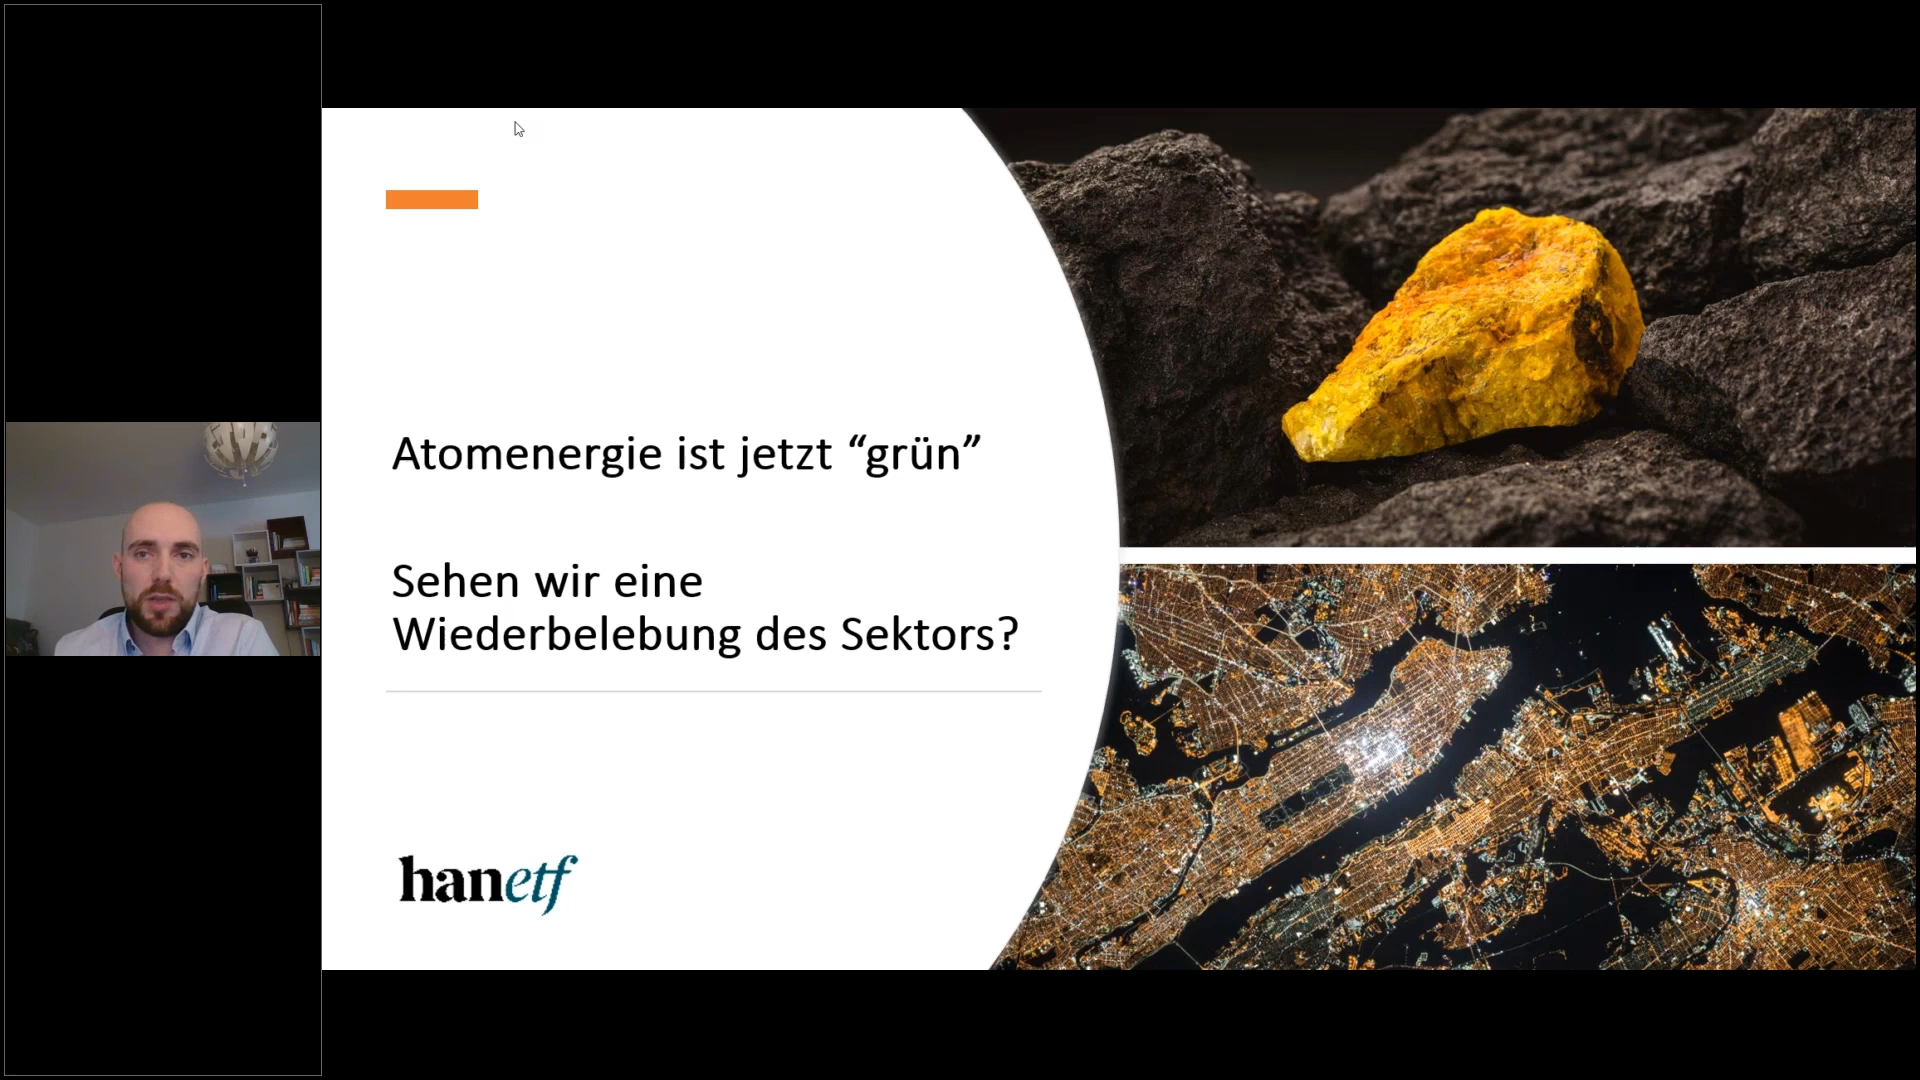 Atomenergie ist jetzt “grün”
Sehen wir eine
Wiederbelebung des Sektors?
hanetf